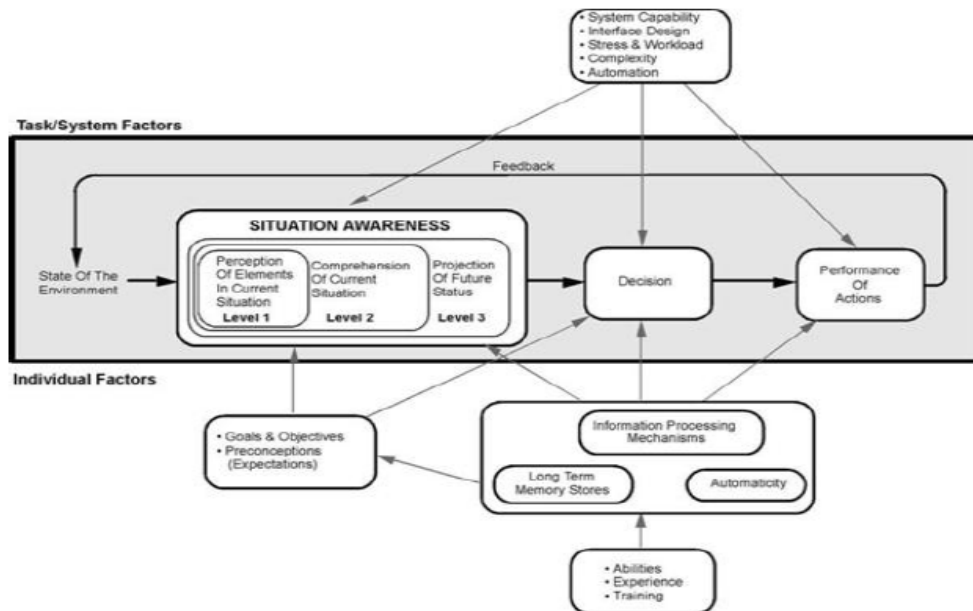 • System Capability
• Interface Design
• Stress & Workload
• Complexity
• Automation
Task/System Factors
Feedback
SITUATION AWARENESS
State Of The
Environment
Perception
Of Elements
In Current
Situation
Level 1
Comprehension
Of Current
Situation
Level 2
Projection
Of Future
Status
Level 3
Decision
Performance
Of
Actions
Individual Factors
• Goals & Objectives
• Preconceptions
(Expectations)
Information Processing
Mechanisms
Long Term
Memory Stores
Automaticity
• Abilities
• Experience
• Training